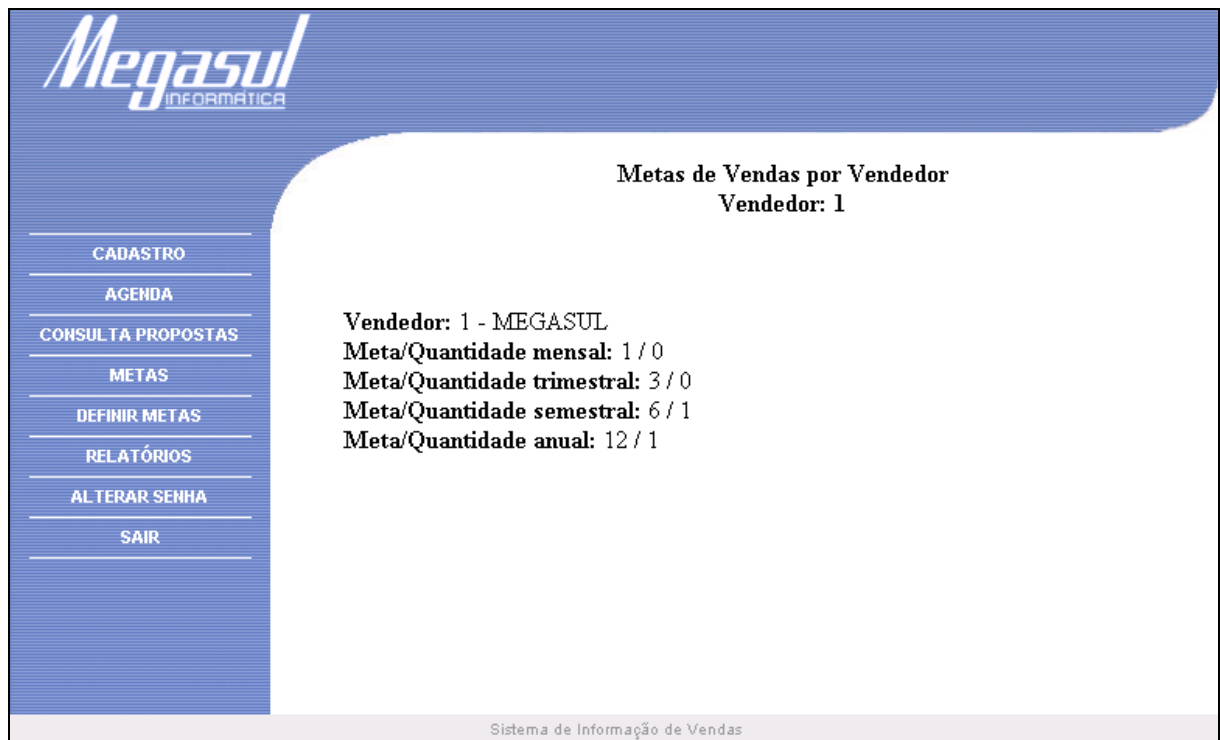 Megasul
INFORMÁTICA
Metas de Vendas por Vendedor
Vendedor: 1
CADASTRO
AGENDA
CONSULTA PROPOSTAS
METAS
DEFINIR METAS
RELATÓRIOS
ALTERAR SENHA
SAIR
Vendedor: 1 - MEGASUL
Meta/Quantidade mensal: 1 / 0
Meta/Quantidade trimestral: 3 / 0
Meta/Quantidade semestral: 6 / 1
Meta/Quantidade anual: 12 / 1
Sistema de Informação de Vendas